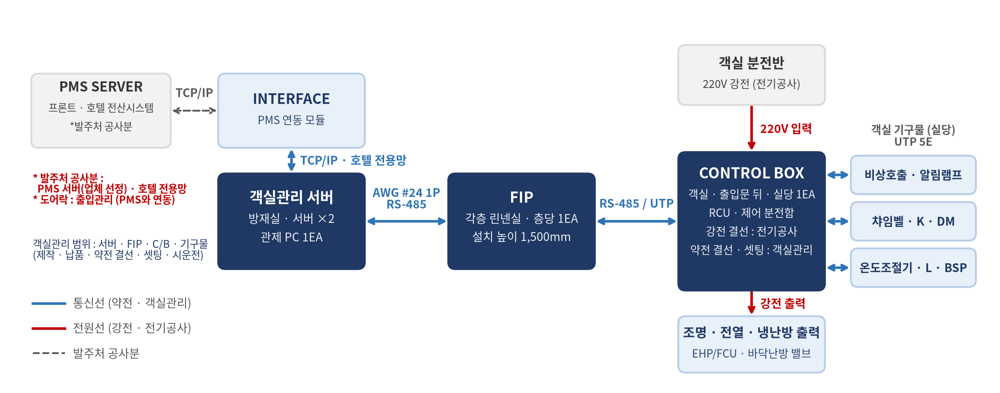 PMS SERVER
프론트 · 호텔 전산시스템
*발주처 공사분
TCP/IP
INTERFACE
PMS 연동 모듈
TCP/IP · 호텔 전용망
* 발주처 공사분 :
PMS 서버(업체 선정) · 호텔 전용망
* 도어락 : 출입관리 (PMS와 연동)
객실관리 범위 : 서버 · FIP · C/B · 기구물
(제작 · 납품 · 약전 결선 · 셋팅 · 시운전)
객실관리 서버
방재실 · 서버 ×2
관제 PC 1EA
AWG #24 1P
RS-485
FIP
각층 린넨실 · 층당 1EA
설치 높이 1,500mm
RS-485 / UTP
객실 분전반
220V 강전 (전기공사)
220V 입력
CONTROL BOX
객실 · 출입문 뒤 · 실당 1EA
RCU · 제어 분전함
강전 결선 : 전기공사
약전 결선 · 셋팅 : 객실관리
객실 기구물 (실당)
UTP 5E
비상호출 · 알림램프
챠임벨 · K · DM
온도조절기 · L · BSP
강전 출력
조명 · 전열 · 냉난방 출력
EHP/FCU · 바닥난방 밸브
통신선 (약전 · 객실관리)
전원선 (강전 · 전기공사)
발주처 공사분